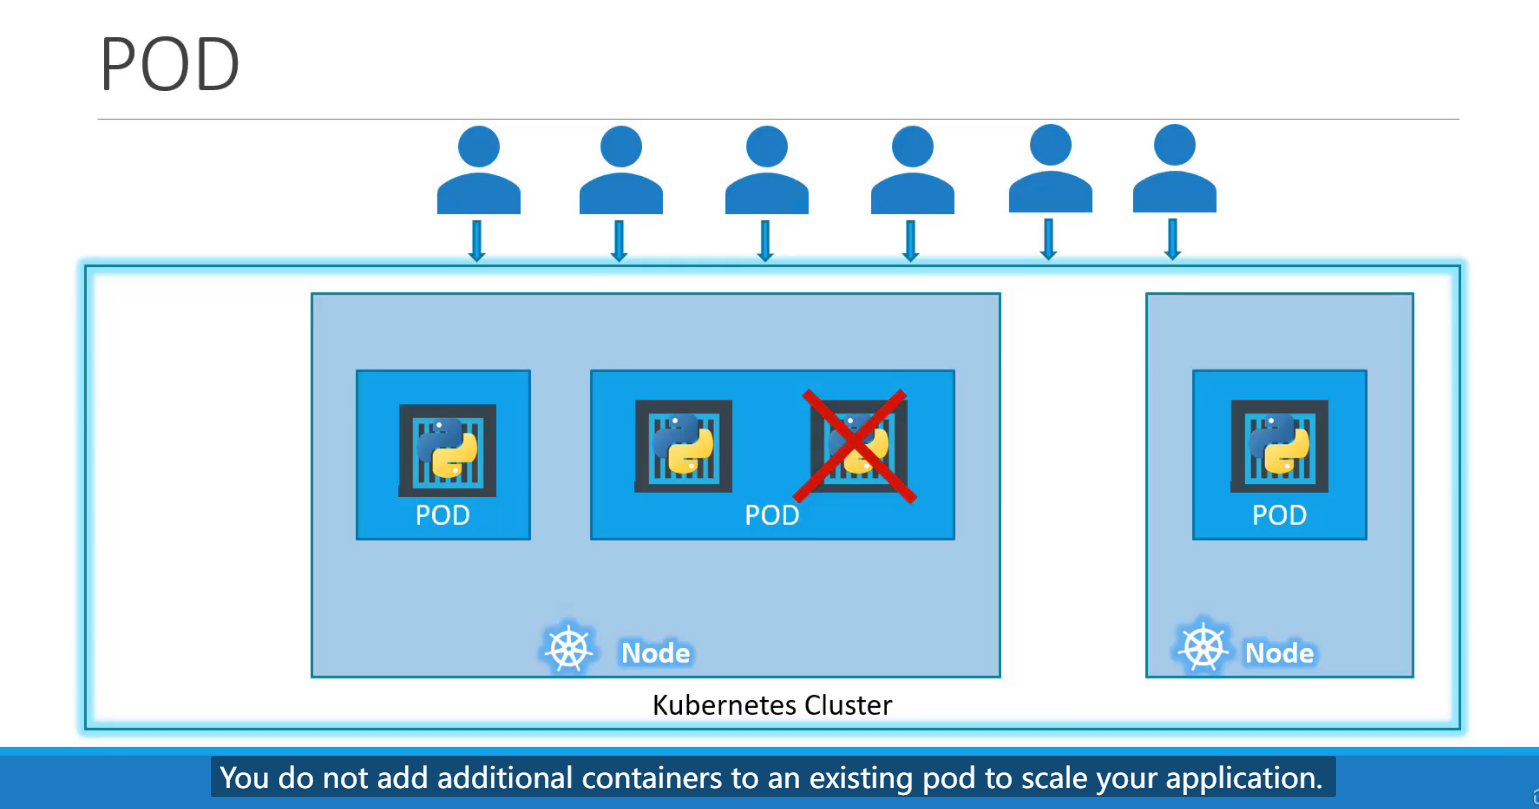 POD
POD
POD
POD
Node
Node
Kubernetes Cluster
You do not add additional containers to an existing pod to scale your application.